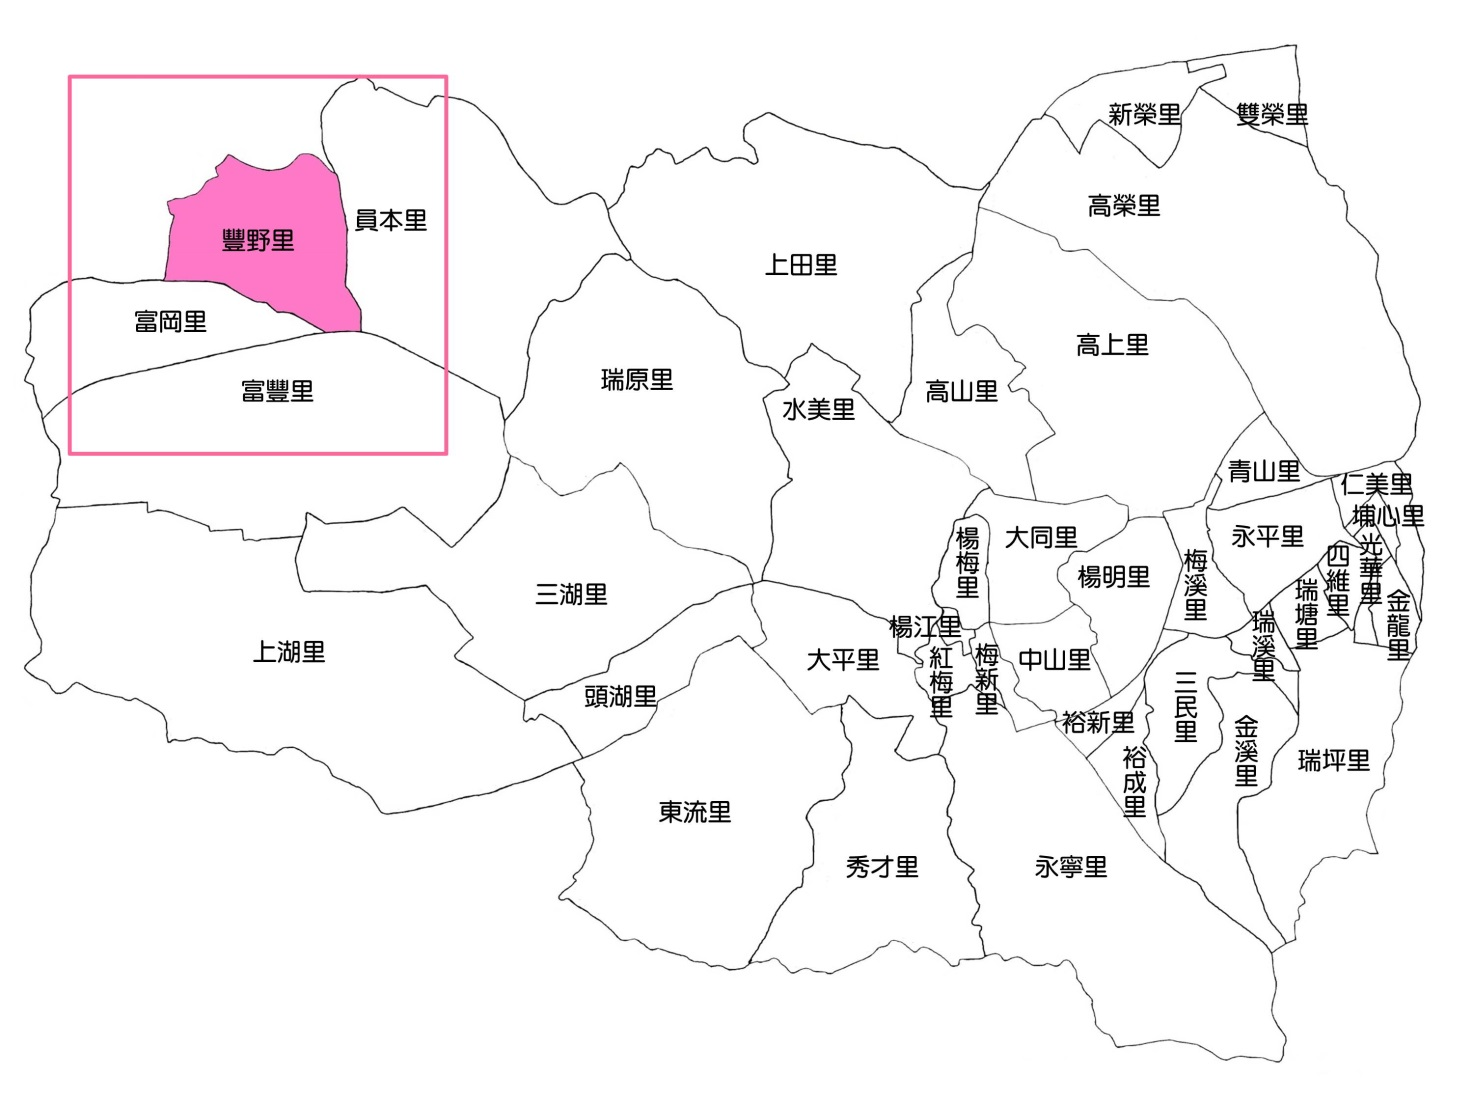 新榮里
雙榮里
高榮里
員本里
豐野里
上田里
富岡里
高上里
瑞原里
富豐里
高山里
水美里
青山里
仁美里
埔心里
大同里
永平里
楊梅里
光華里
四維里
楊明里
梅溪里
三湖里
瑞塘里
金龍里
楊江里
瑞溪里
上湖里
大平里
中山里
紅梅里
梅新里
頭湖里
三民里
裕新里
金溪里
瑞坪里
裕成里
東流里
秀才里
永寧里